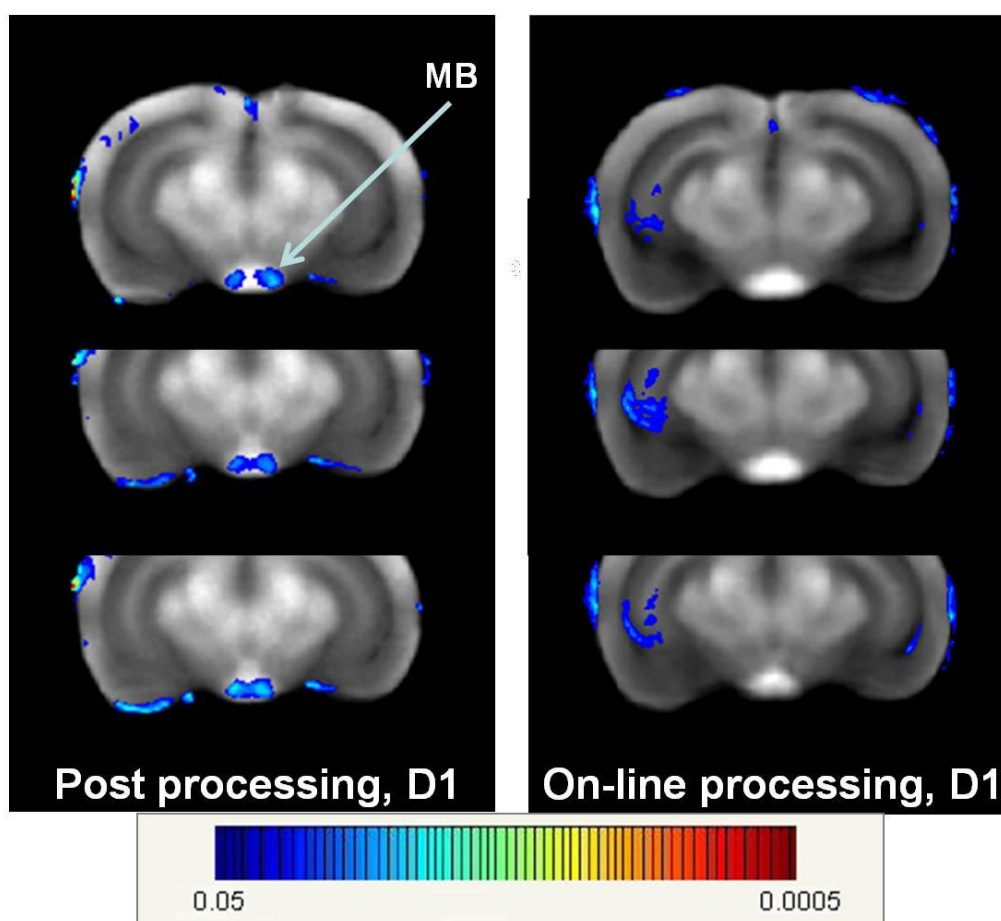 MB
Post processing, D1
On-line processing, D1
0.05
0.0005